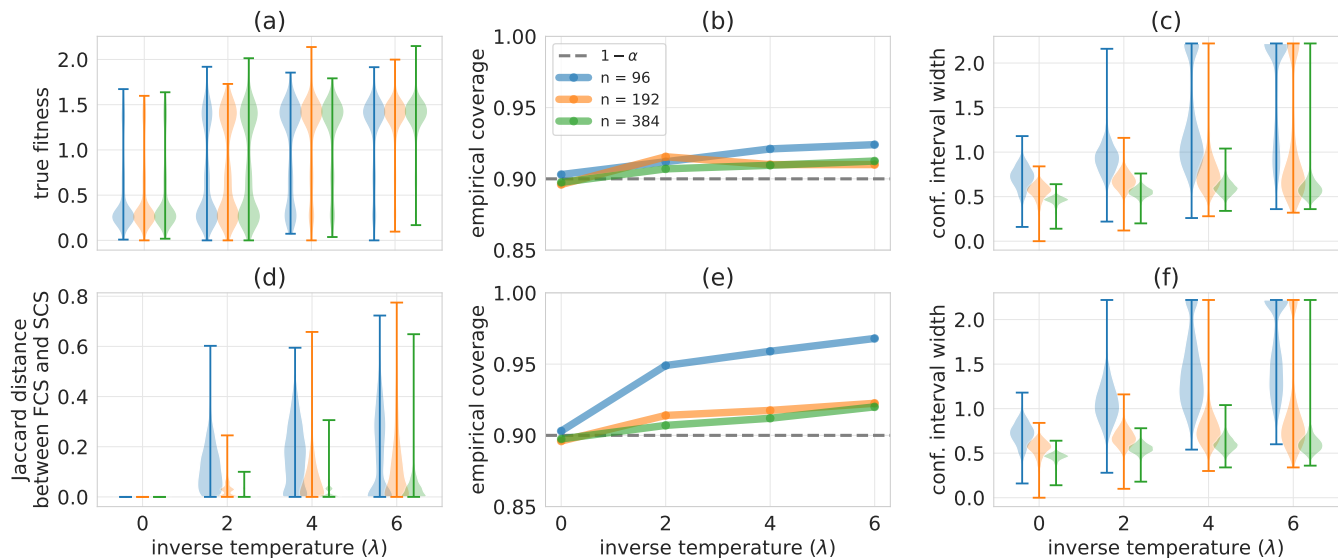 (a)
true fitness
2.0
1.5
1.0
0.5
0.0
(b)
empirical coverage
1.00
0.95
0.90
0.85
1 − α
n = 96
n = 192
n = 384
(c)
conf. interval width
2.0
1.5
1.0
0.5
0.0
(d)
Jaccard distance
between FCS and SCS
0.8
0.6
0.4
0.2
0.0
0 2 4 6
inverse temperature (λ)
(e)
empirical coverage
1.00
0.95
0.90
0.85
0 2 4 6
inverse temperature (λ)
(f)
conf. interval width
2.0
1.5
1.0
0.5
0.0
0 2 4 6
inverse temperature (λ)